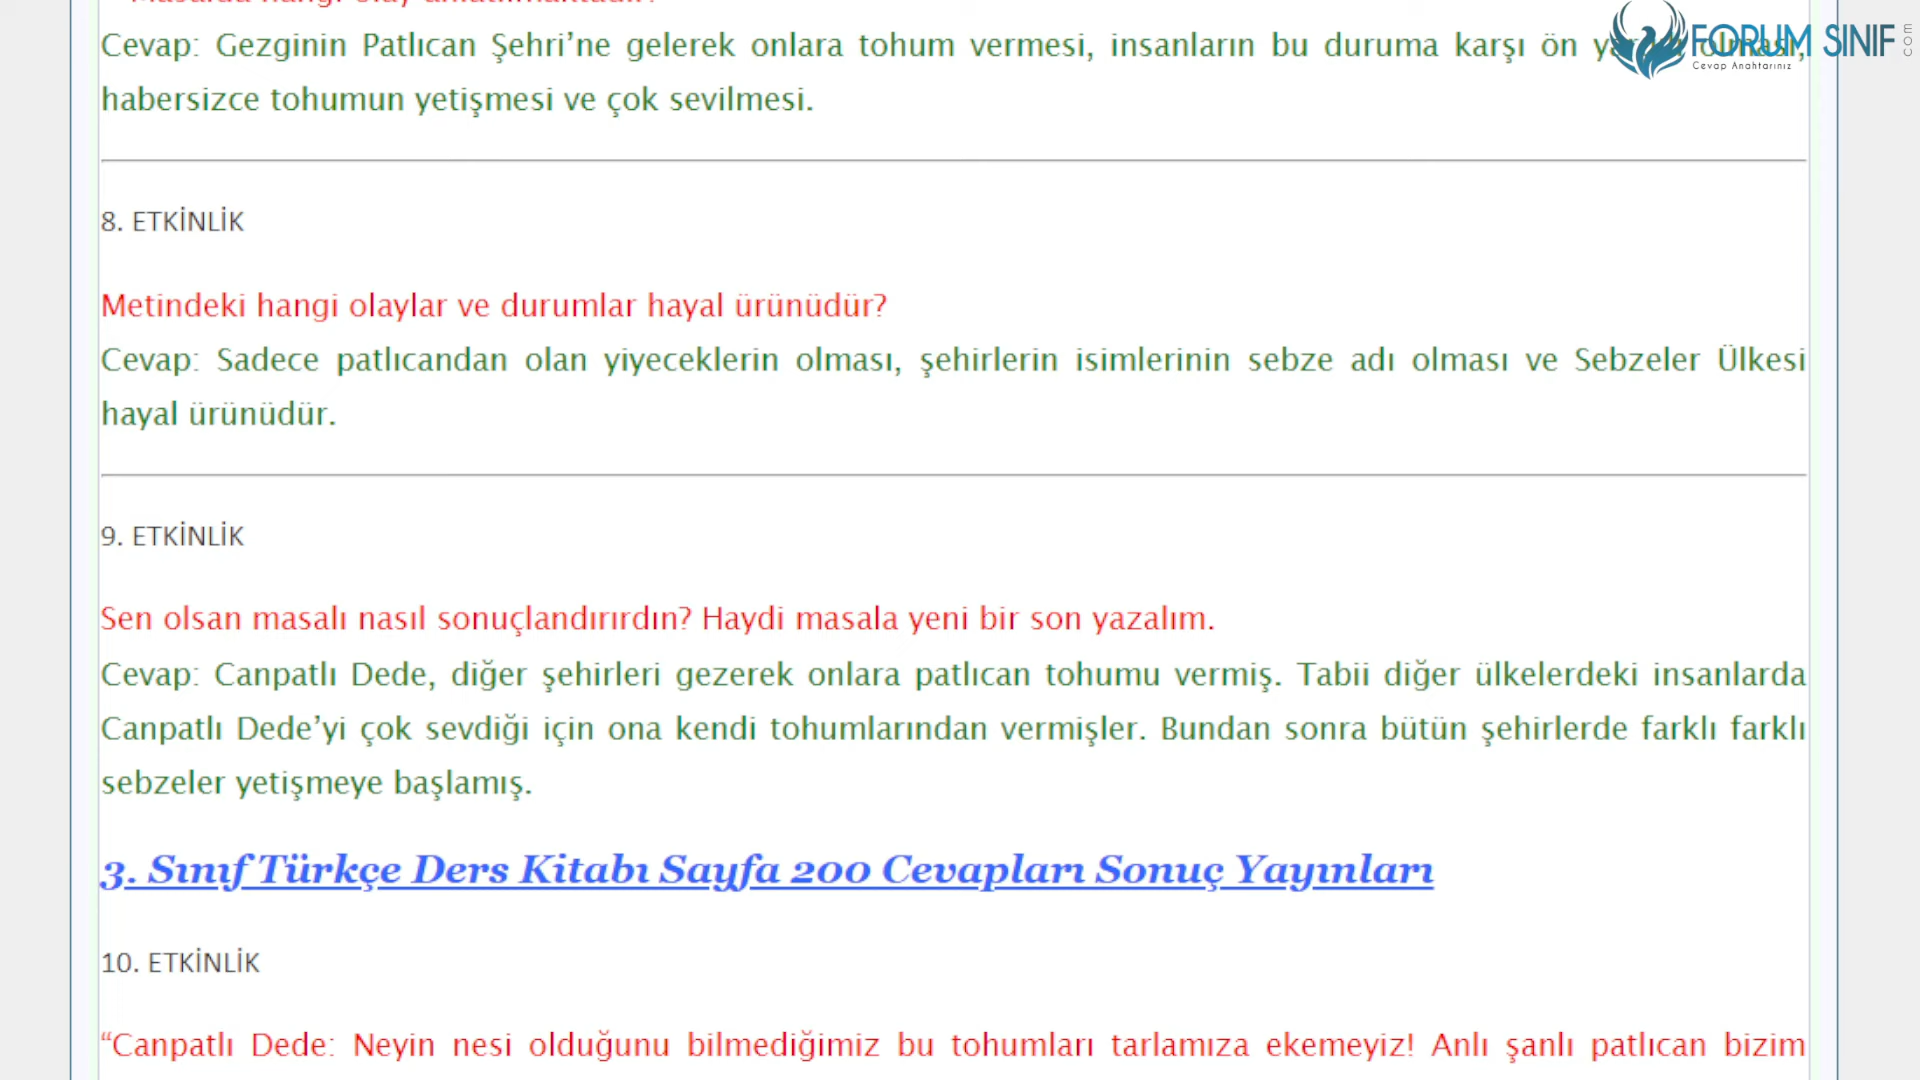 Cevap: Gezginin Patlıcan Şehri’ne gelerek onlara tohum vermesi, insanların bu duruma karşı ön olması,
habersizce tohumun yetişmesi ve çok sevilmesi.
FORUM SINIF
.com
Cevap Anahtarınız
8. ETKİNLİK
Metindeki hangi olaylar ve durumlar hayal ürünüdür?
Cevap: Sadece patlıcandan olan yiyeceklerin olması, şehirlerin isimlerinin sebze adı olması ve Sebzeler Ülkesi
hayal ürünüdür.
9. ETKİNLİK
Sen olsan masalı nasıl sonuçlandırırdın? Haydi masala yeni bir son yazalım.
Cevap: Canpatlı Dede, diğer şehirleri gezerek onlara patlıcan tohumu vermiş. Tabii diğer ülkelerdeki insanlarda
Canpatlı Dede’yi çok sevdiği için ona kendi tohumlarından vermişler. Bundan sonra bütün şehirlerde farklı farklı
sebzeler yetişmeye başlamış.
3. Sınıf Türkçe Ders Kitabı Sayfa 200 Cevapları Sonuç Yayınları
10. ETKİNLİK
“Canpatlı Dede: Neyin nesi olduğunu bilmediğimiz bu tohumları tarlamıza ekemeyiz! Anlı şanlı patlıcan bizim